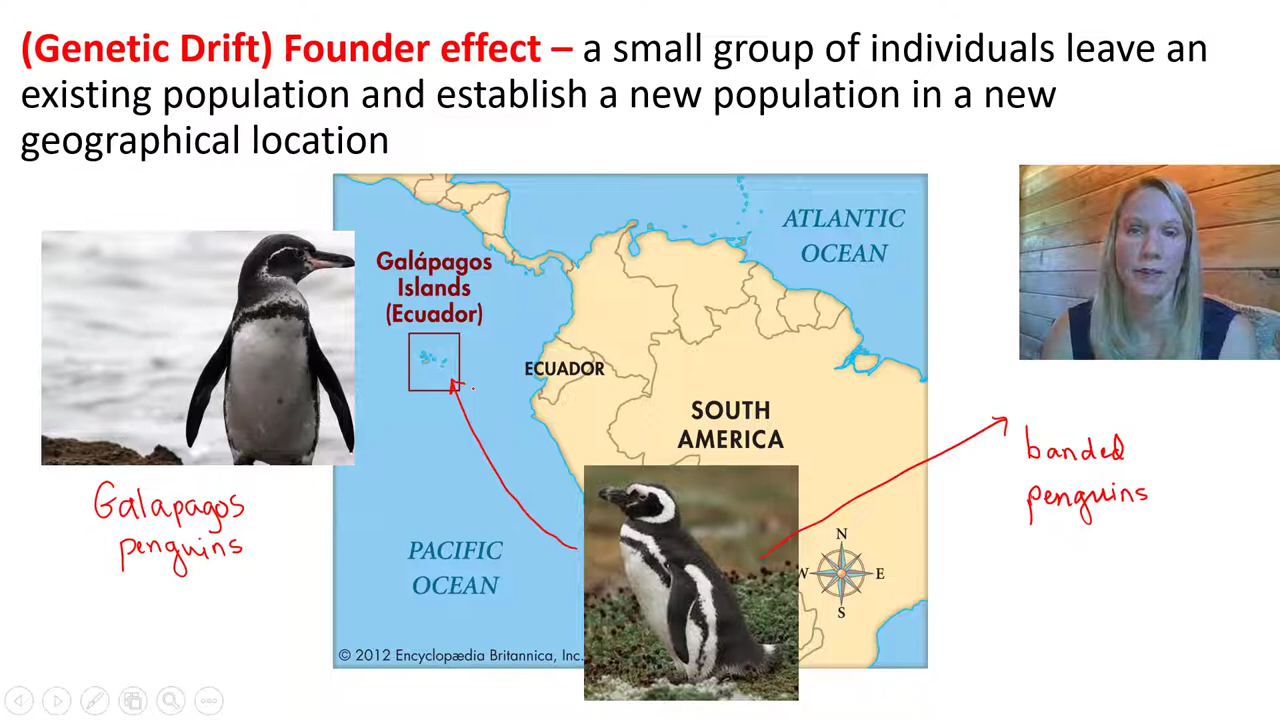 (Genetic Drift) Founder effect – a small group of individuals leave an
existing population and establish a new population in a new
geographical location
ATLANTIC
OCEAN
Galápagos
Islands
(Ecuador)
ECUADOR
SOUTH
AMERICA
banded
penguins
Galapagos
penguins
PACIFIC
OCEAN
N
W
E
S
© 2012 Encyclopædia Britannica, Inc.